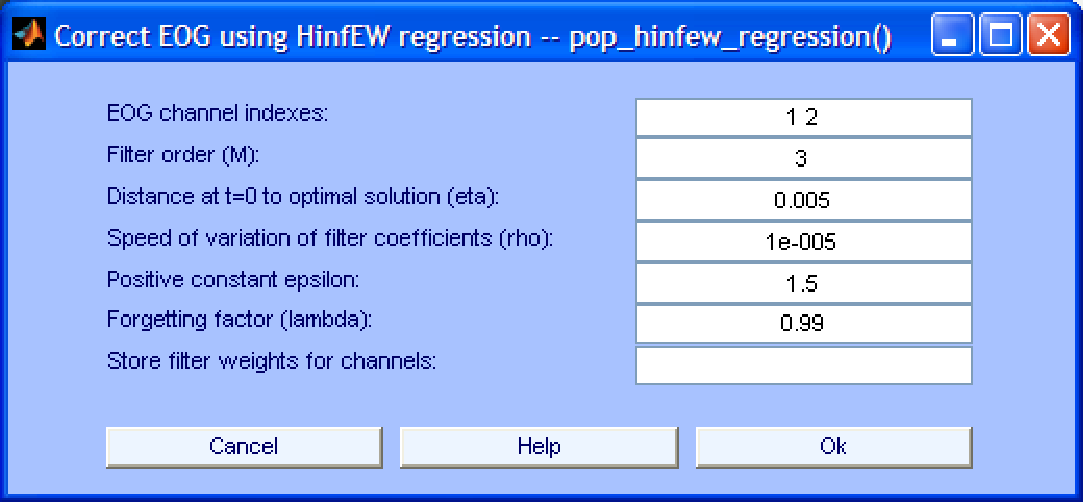 Correct EOG using HinfEW regression -- pop_hinfew_regression()
EOG channel indexes: 1 2
Filter order (M): 3
Distance at t=0 to optimal solution (eta): 0.005
Speed of variation of filter coefficients (rho): 1e-005
Positive constant epsilon: 1.5
Forgetting factor (lambda): 0.99
Store filter weights for channels:
Cancel Help Ok